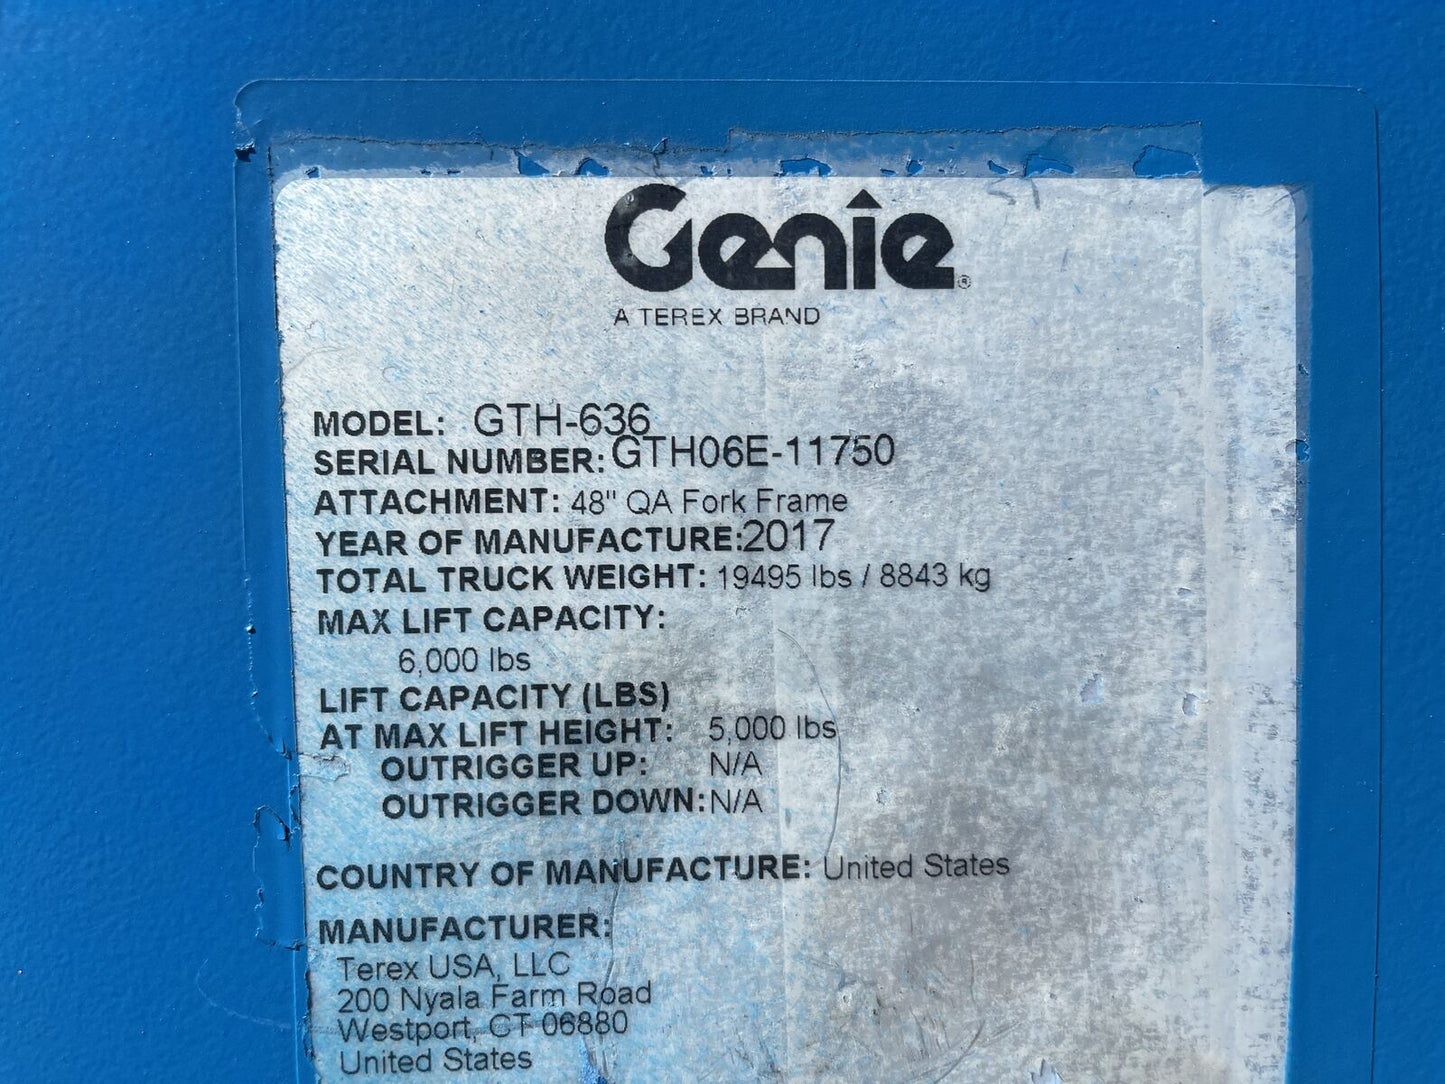 Genie®
A TEREX BRAND
MODEL: GTH-636
SERIAL NUMBER: GTH06E-11750
ATTACHMENT: 48" QA Fork Frame
YEAR OF MANUFACTURE: 2017
TOTAL TRUCK WEIGHT: 19495 lbs / 8843 kg
MAX LIFT CAPACITY:
6,000 lbs
LIFT CAPACITY (LBS)
AT MAX LIFT HEIGHT: 5,000 lbs
OUTRIGGER UP: N/A
OUTRIGGER DOWN: N/A
COUNTRY OF MANUFACTURE: United States
MANUFACTURER:
Terex USA, LLC
200 Nyala Farm Road
Westport, CT 06880
United States